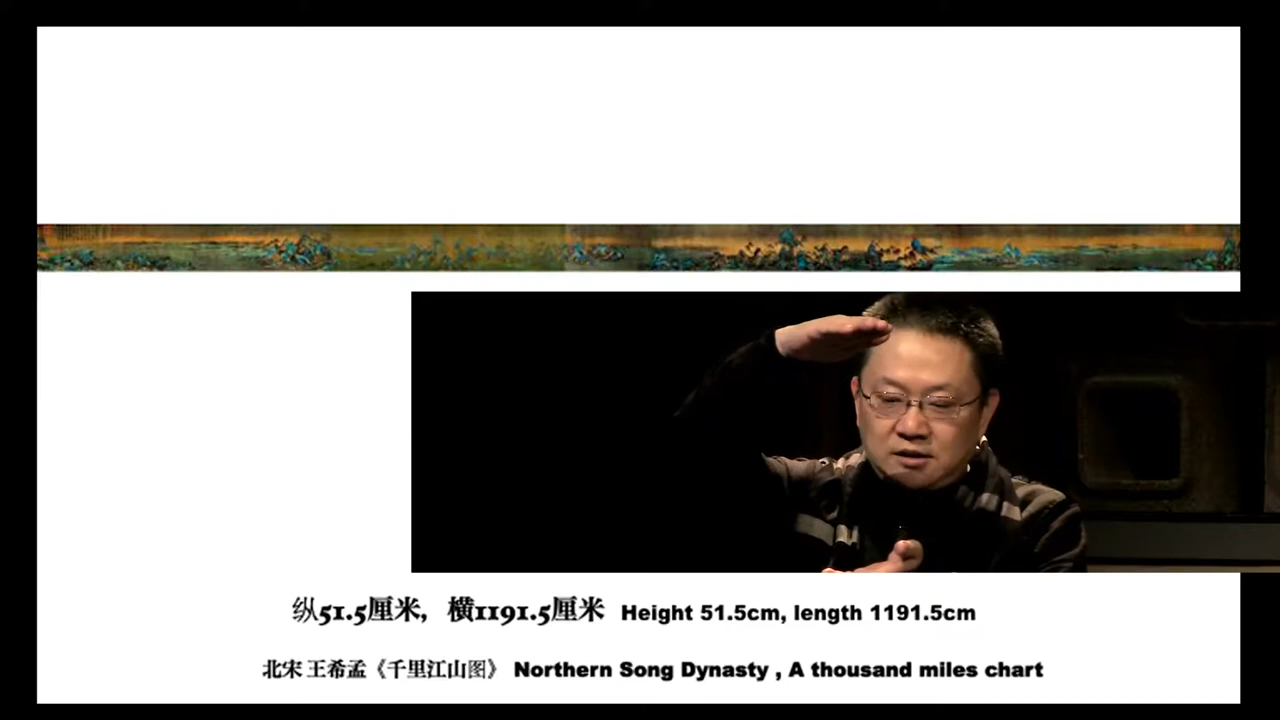 纵51.5厘米，横1191.5厘米 Height 51.5cm, length 1191.5cm
北宋 王希孟《千里江山图》 Northern Song Dynasty , A thousand miles chart